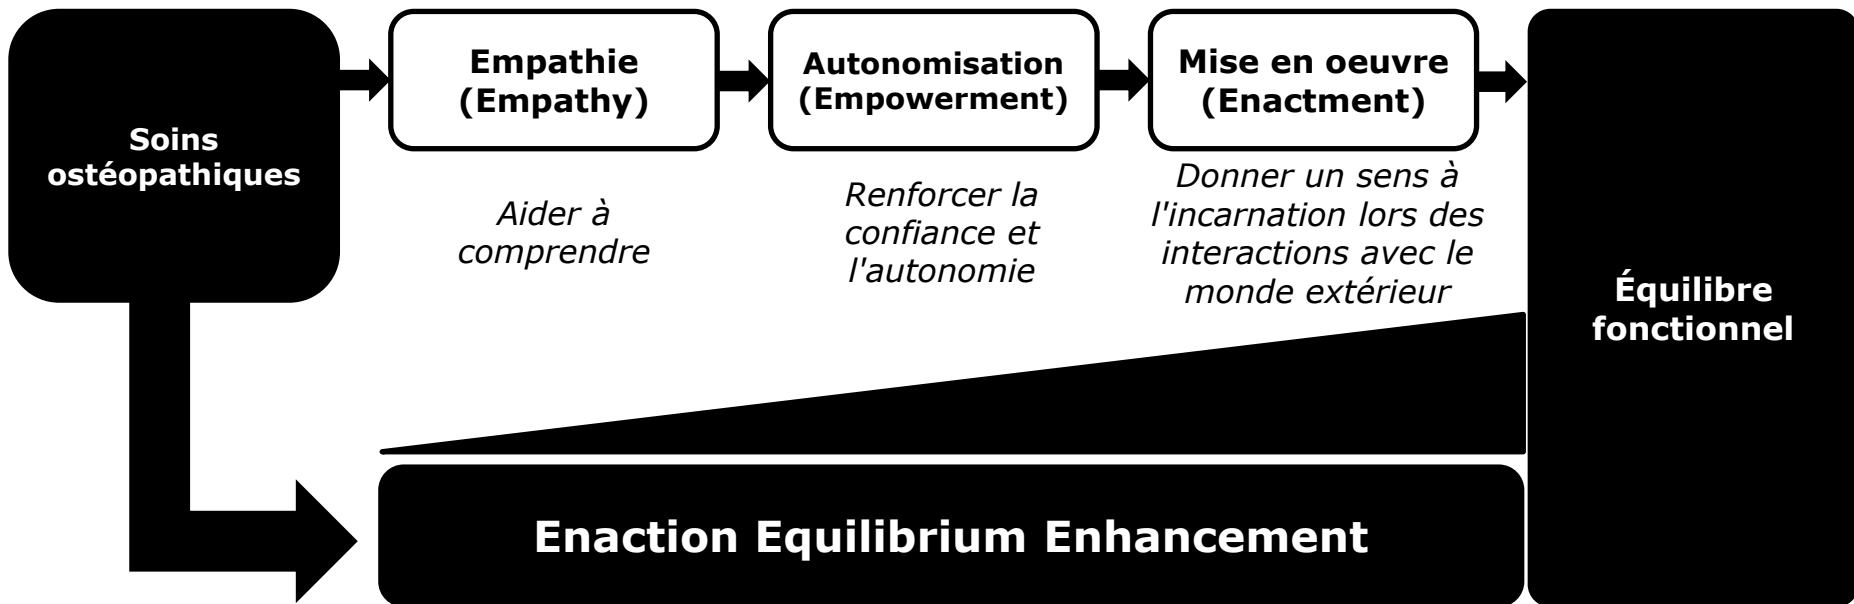 Soins
ostéopathiques
Empathie
(Empathy)
Aider à
comprendre
Autonomisation
(Empowerment)
Renforcer la
confiance et
l'autonomie
Mise en oeuvre
(Enactment)
Donner un sens à
l'incarnation lors des
interactions avec le
monde extérieur
Équilibre
fonctionnel
Enaction Equilibrium Enhancement